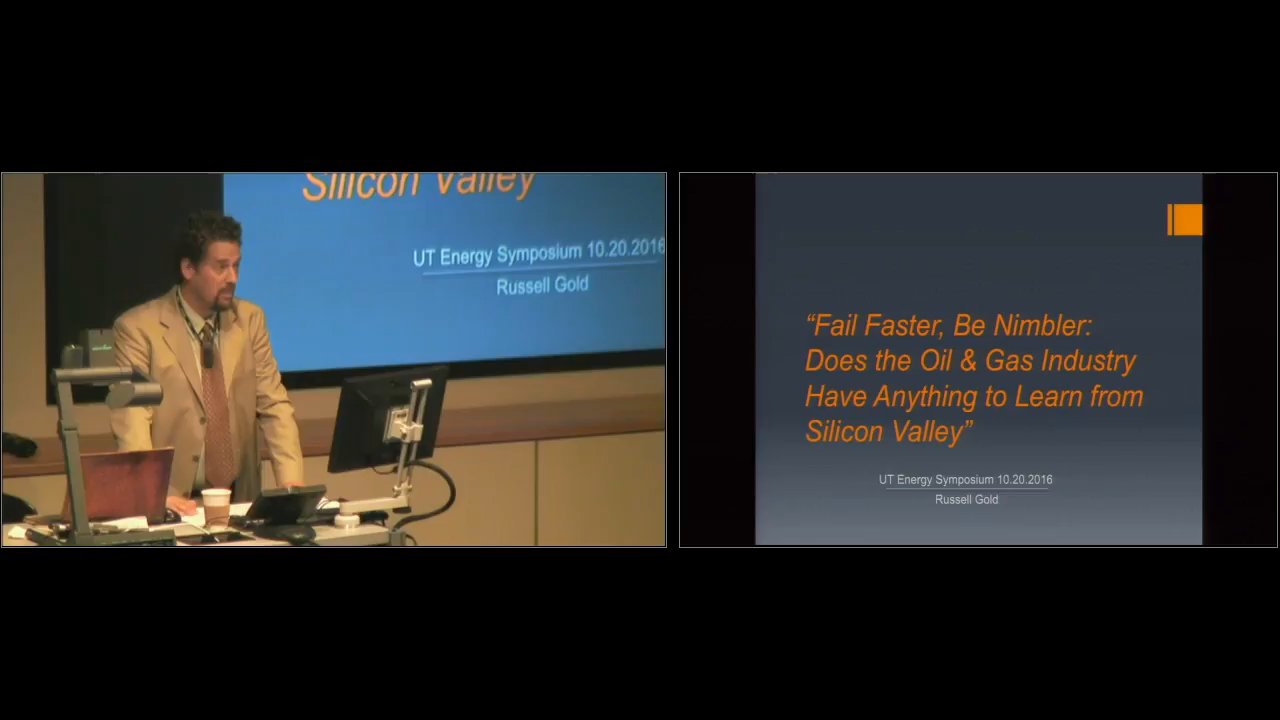 Silicon Valley
UT Energy Symposium 10.20.2016
Russell Gold
“Fail Faster, Be Nimbler:
Does the Oil & Gas Industry
Have Anything to Learn from
Silicon Valley”
UT Energy Symposium 10.20.2016
Russell Gold